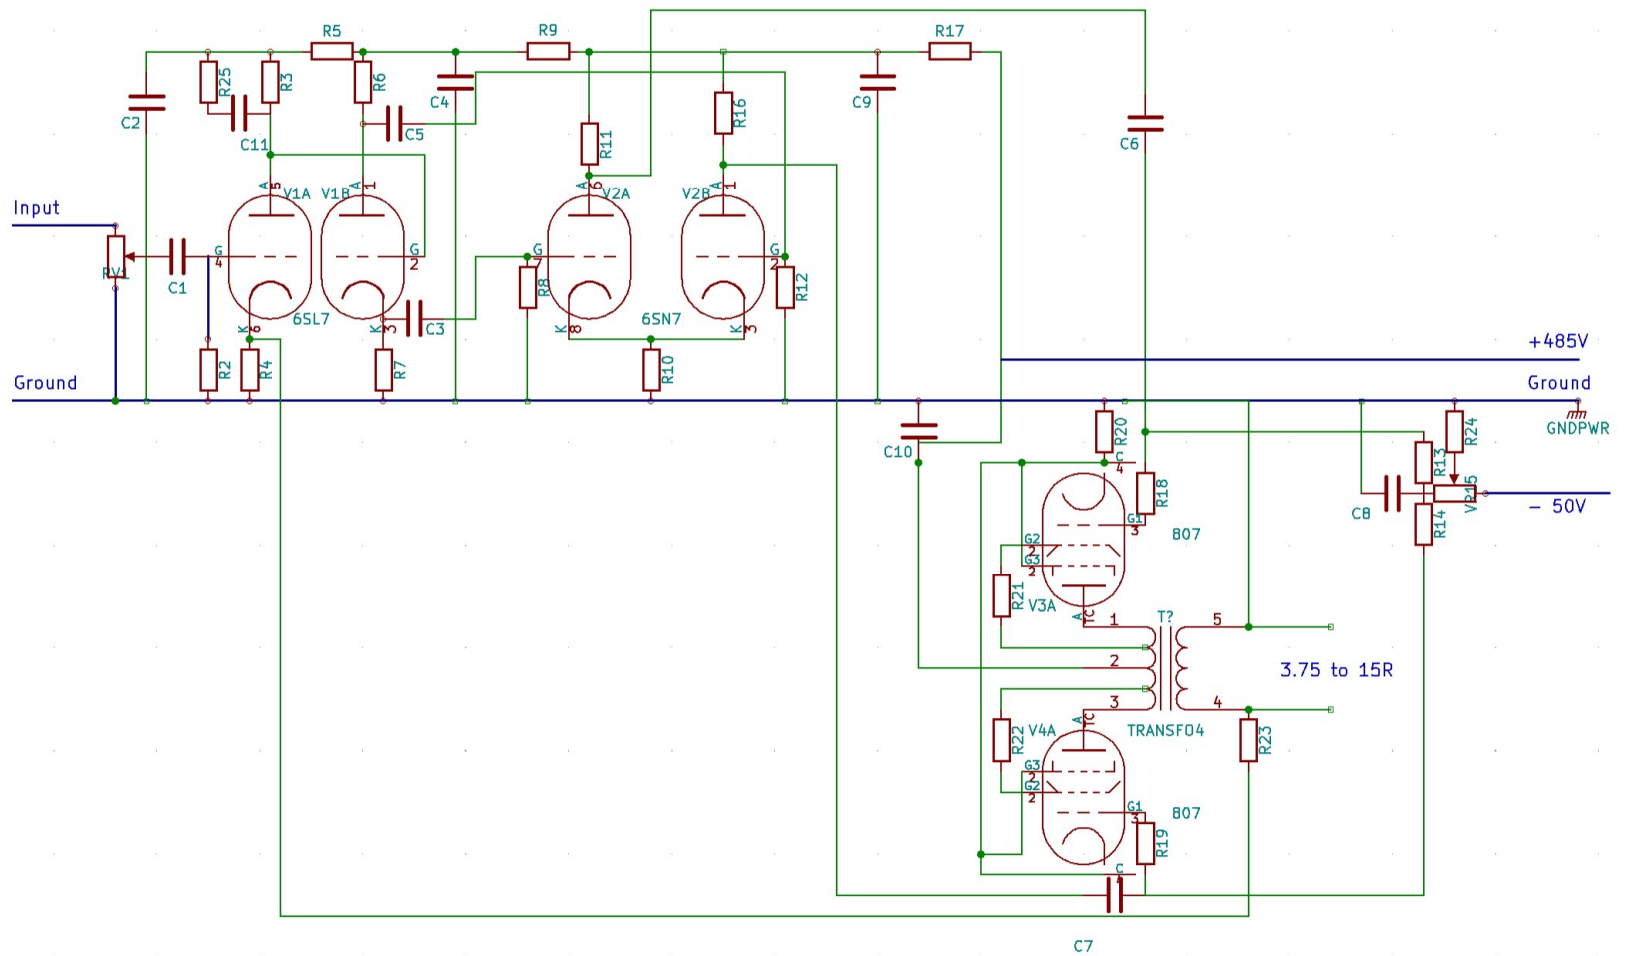 R5
R9
R17
R25
R3
R6
C4
C9
R16
C2
C11
C5
R11
C6
A
5
V1A
V1B
A
1
A
6
V2A
V2B
A
1
Input
G
4
G
2
G
7
G
2
RV1
C1
R8
R12
6SL7
C3
6SN7
K
6
K
3
K
8
K
3
+485V
R2
R4
R7
R10
Ground
Ground
GNDPWR
R20
R24
C10
C
4
R13
R18
VR15
C8
- 50V
G1
3
807
R14
G2
2
G3
2
R21
V3A
A
TC
1
T?
5
2
3.75 to 15R
3
4
A
TC
V4A
TRANSFO4
R22
R23
G3
2
G2
2
G1
3
807
R19
C
4
C7